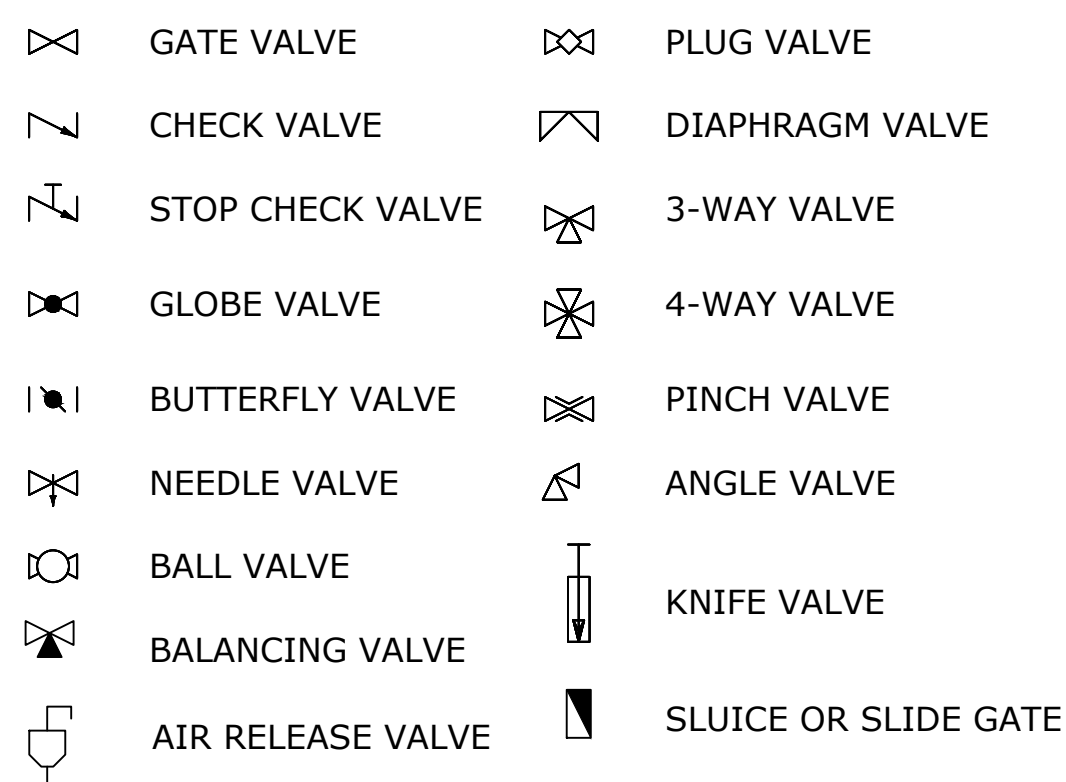 GATE VALVE
CHECK VALVE
STOP CHECK VALVE
GLOBE VALVE
BUTTERFLY VALVE
NEEDLE VALVE
BALL VALVE
BALANCING VALVE
AIR RELEASE VALVE
PLUG VALVE
DIAPHRAGM VALVE
3-WAY VALVE
4-WAY VALVE
PINCH VALVE
ANGLE VALVE
KNIFE VALVE
SLUICE OR SLIDE GATE